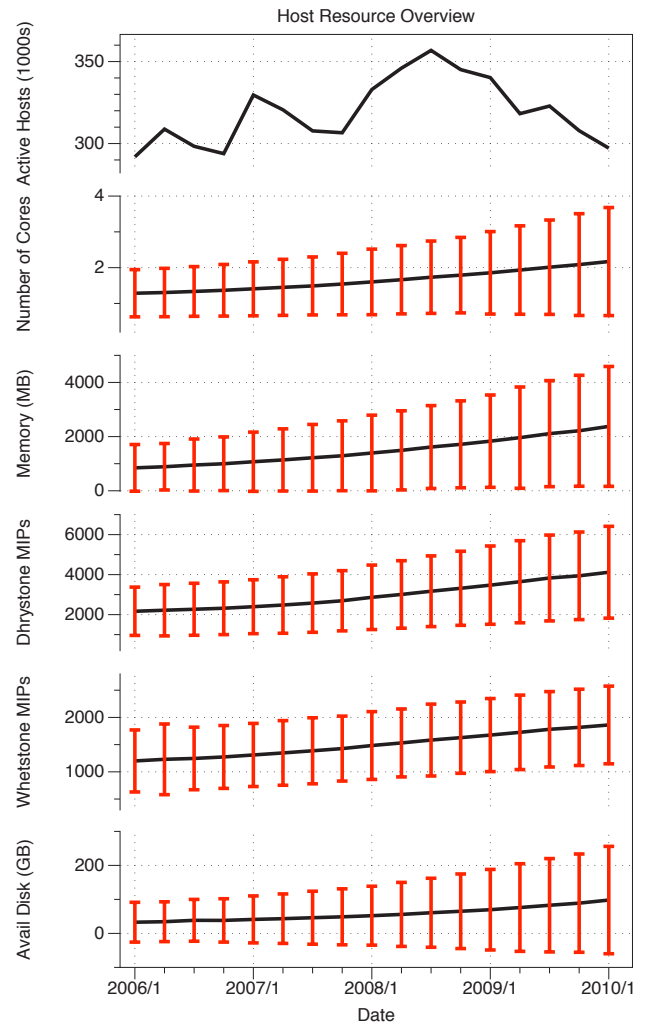 Host Resource Overview
Active Hosts (1000s)
350
300
Number of Cores
4
2
Memory (MB)
4000
2000
0
Dhrystone MIPs
6000
4000
2000
Whetstone MIPs
2000
1000
Avail Disk (GB)
200
0
2006/1 2007/1 2008/1 2009/1 2010/1
Date